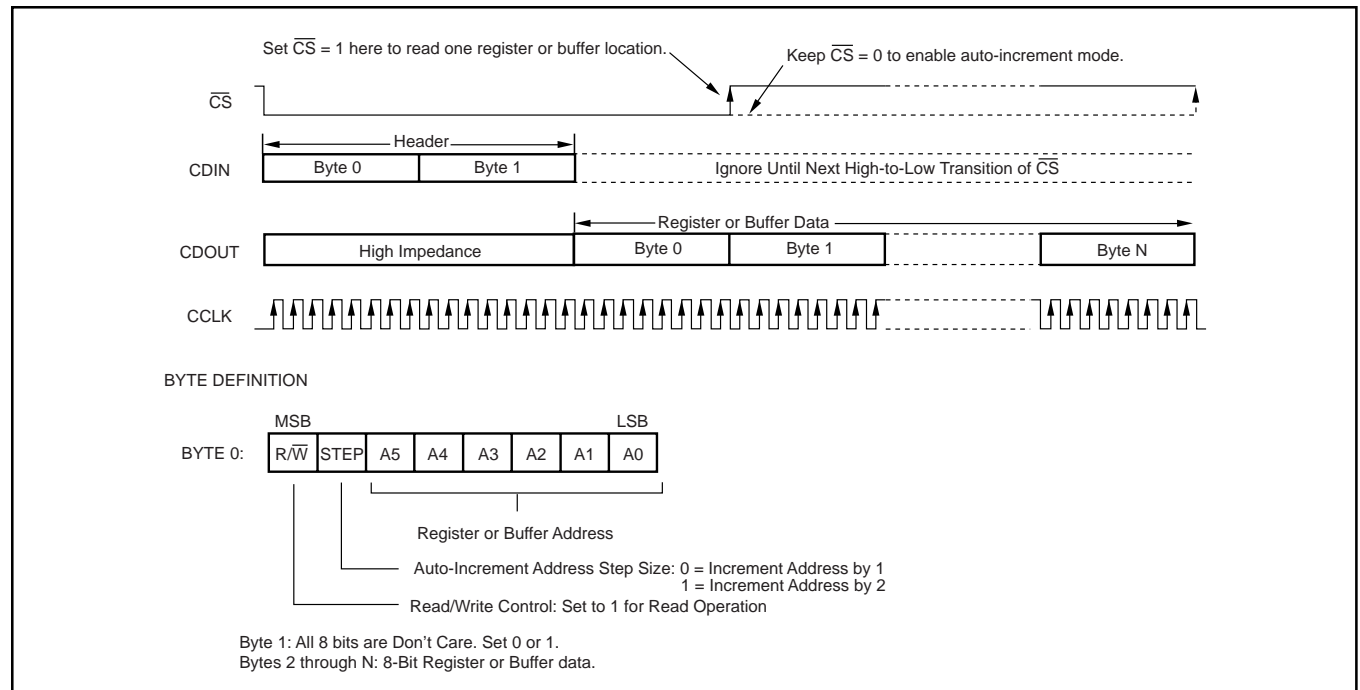 Set C̅S̅ = 1 here to read one register or buffer location.
Keep C̅S̅ = 0 to enable auto-increment mode.
C̅S̅
Header
CDIN
Byte 0
Byte 1
Ignore Until Next High-to-Low Transition of C̅S̅
Register or Buffer Data
CDOUT
High Impedance
Byte 0
Byte 1
Byte N
CCLK
BYTE DEFINITION
MSB
LSB
BYTE 0:
R/W̅
STEP
A5
A4
A3
A2
A1
A0
Register or Buffer Address
Auto-Increment Address Step Size: 0 = Increment Address by 1
1 = Increment Address by 2
Read/Write Control: Set to 1 for Read Operation
Byte 1: All 8 bits are Don't Care. Set 0 or 1.
Bytes 2 through N: 8-Bit Register or Buffer data.